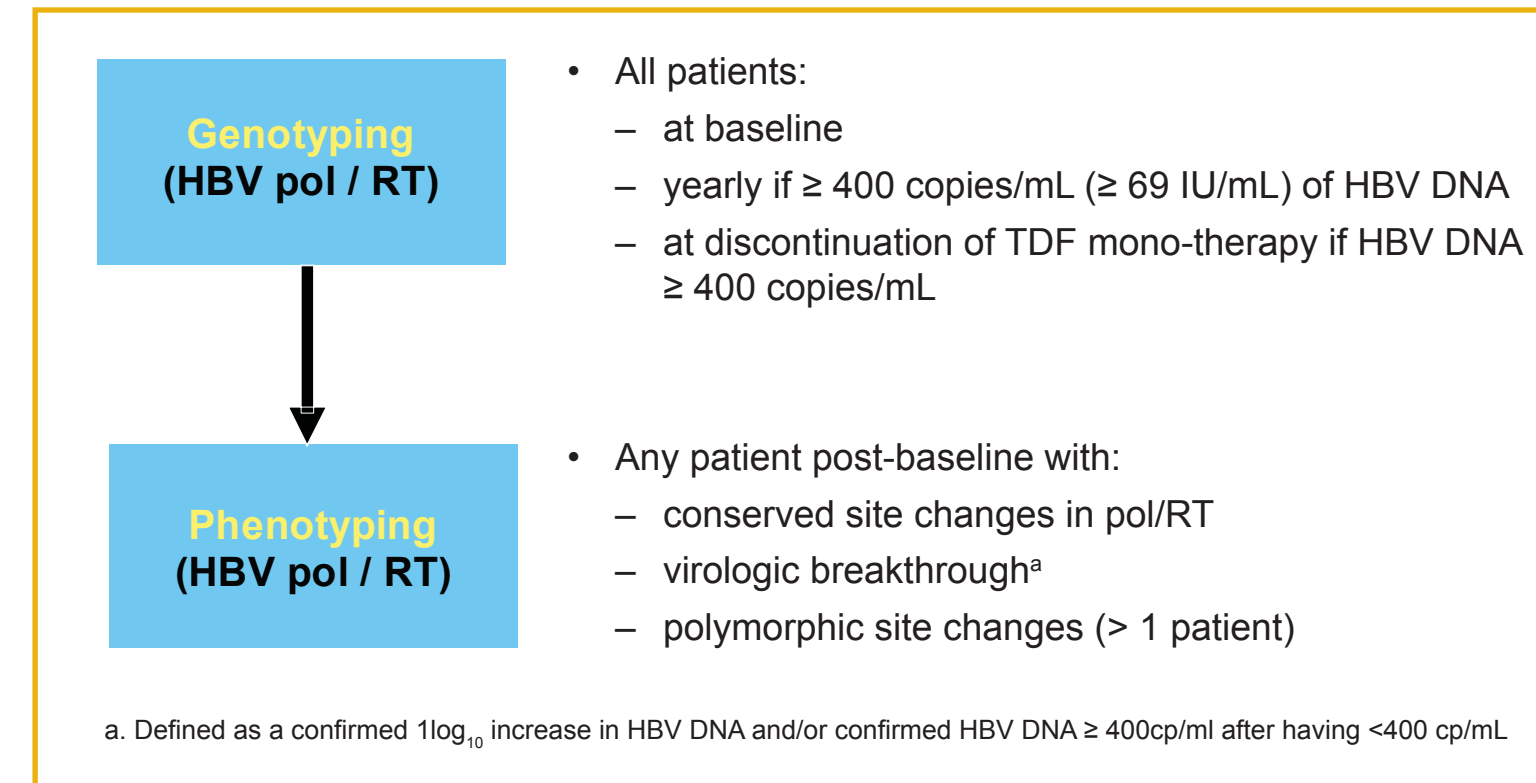 Genotyping
(HBV pol / RT)
• All patients:
– at baseline
– yearly if ≥ 400 copies/mL (≥ 69 IU/mL) of HBV DNA
– at discontinuation of TDF mono-therapy if HBV DNA
≥ 400 copies/mL
Phenotyping
(HBV pol / RT)
• Any patient post-baseline with:
– conserved site changes in pol/RT
– virologic breakthroughᵃ
– polymorphic site changes (> 1 patient)
a. Defined as a confirmed 1log₁₀ increase in HBV DNA and/or confirmed HBV DNA ≥ 400cp/ml after having <400 cp/mL